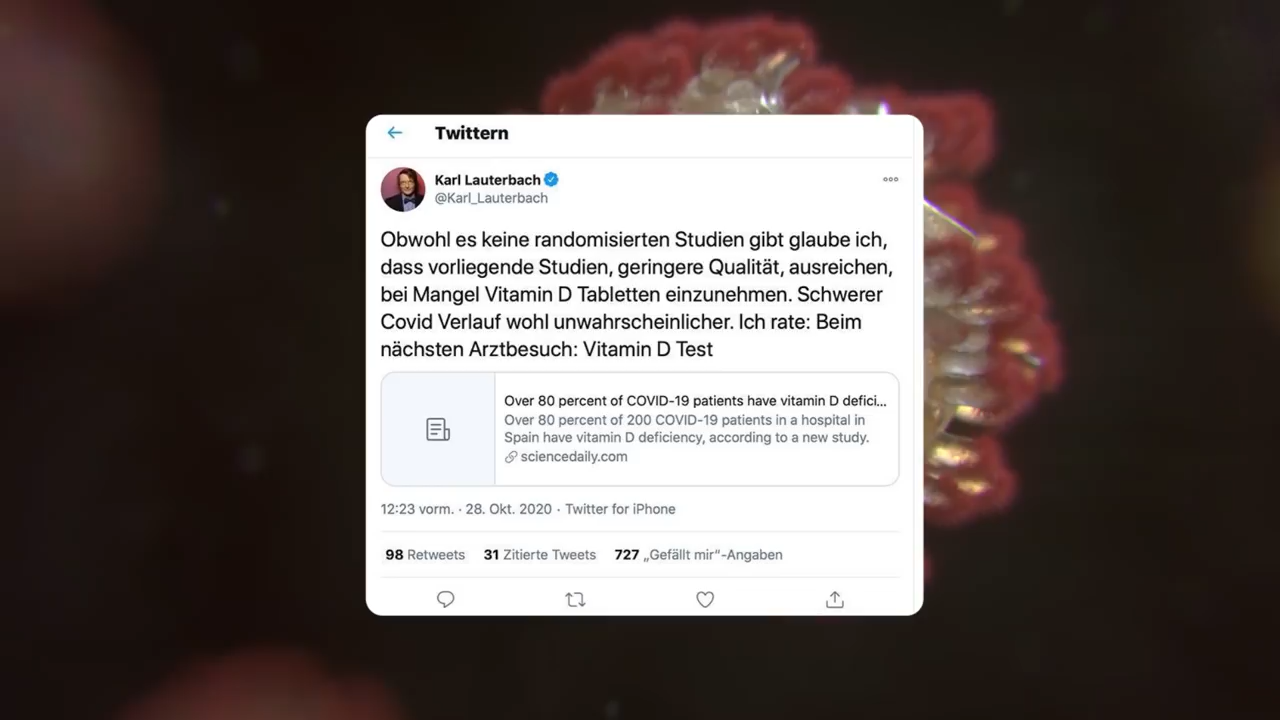 Twittern
Karl Lauterbach
@Karl_Lauterbach
Obwohl es keine randomisierten Studien gibt glaube ich,
dass vorliegende Studien, geringere Qualität, ausreichen,
bei Mangel Vitamin D Tabletten einzunehmen. Schwerer
Covid Verlauf wohl unwahrscheinlicher. Ich rate: Beim
nächsten Arztbesuch: Vitamin D Test
Over 80 percent of COVID-19 patients have vitamin D defici...
Over 80 percent of 200 COVID-19 patients in a hospital in
Spain have vitamin D deficiency, according to a new study.
sciencedaily.com
12:23 vorm. · 28. Okt. 2020 · Twitter for iPhone
98 Retweets 31 Zitierte Tweets 727 „Gefällt mir“-Angaben